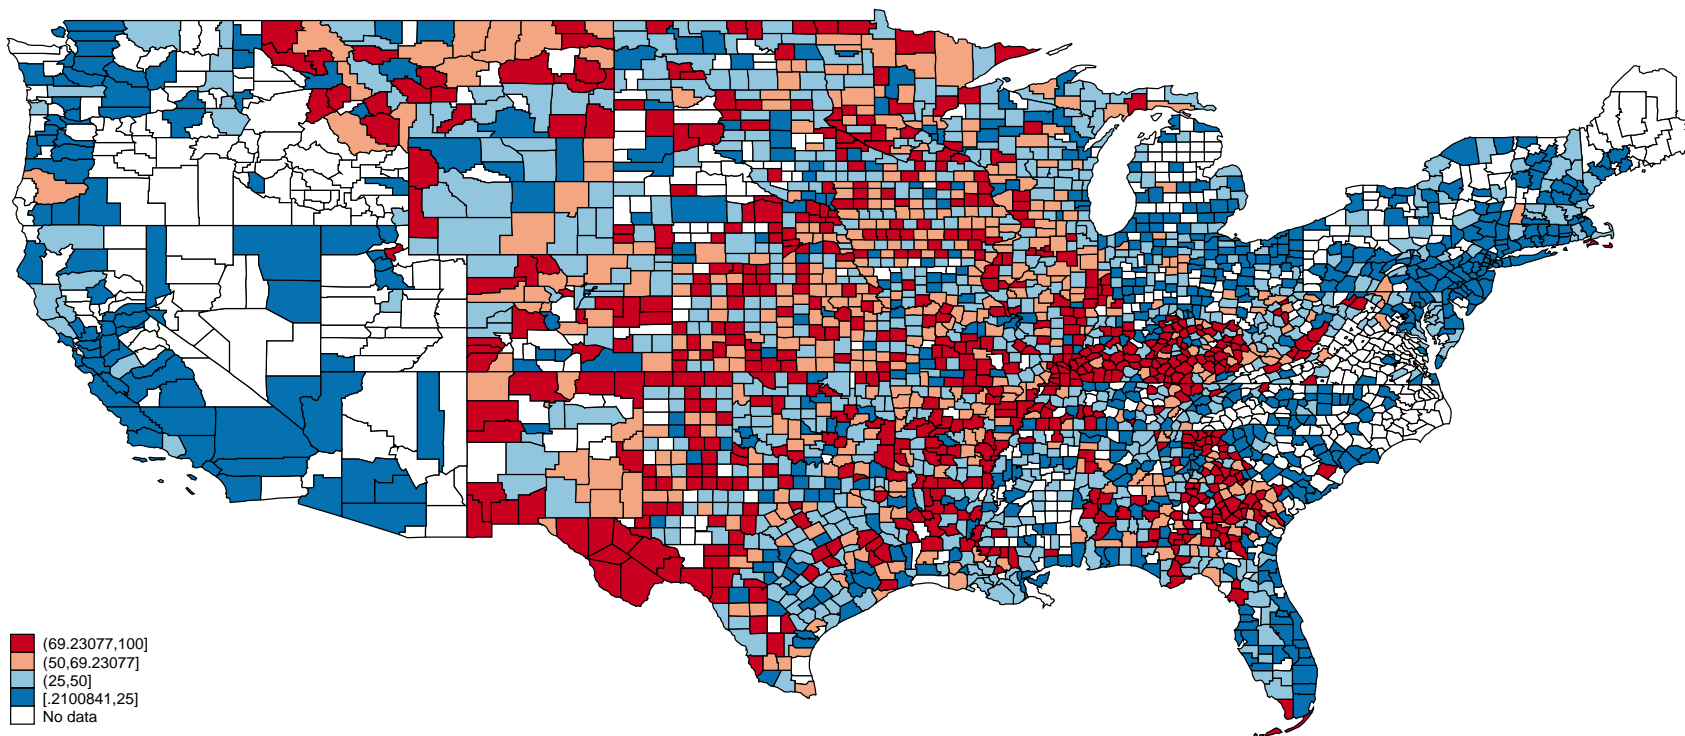 (69.23077,100]
(50,69.23077]
(25,50]
[.2100841,25]
No data